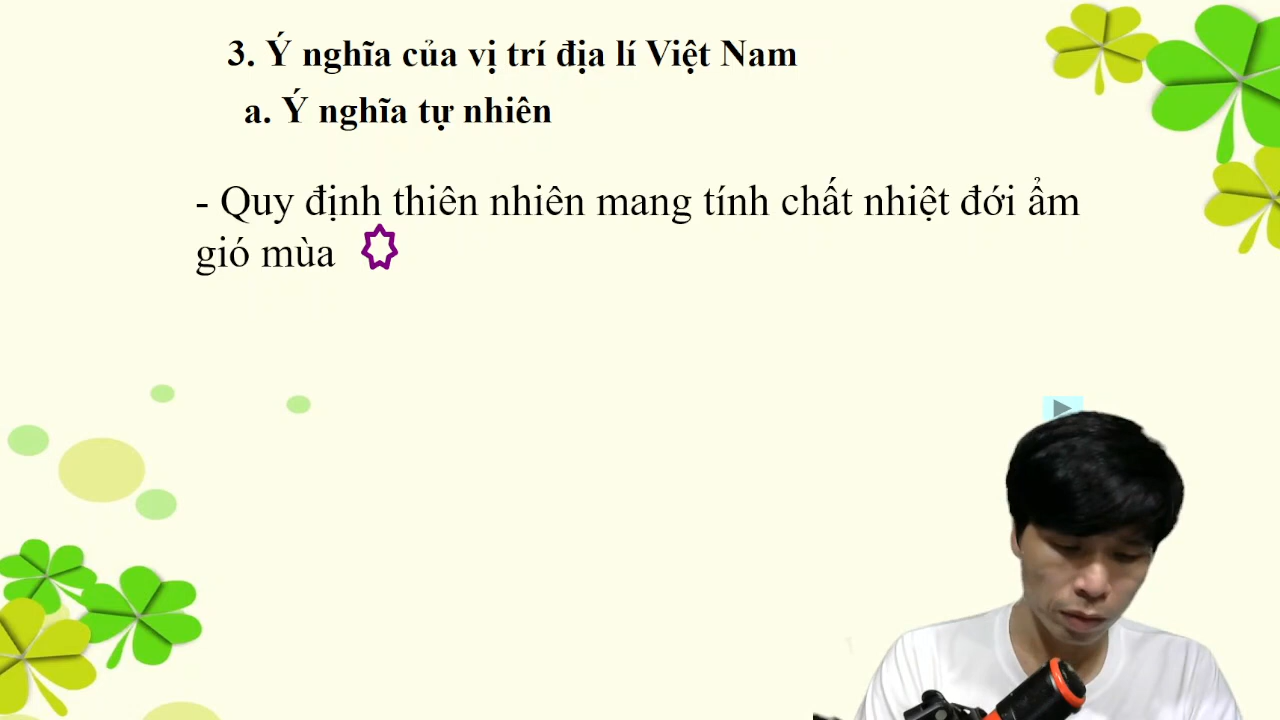 3. Ý nghĩa của vị trí địa lí Việt Nam
a. Ý nghĩa tự nhiên
- Quy định thiên nhiên mang tính chất nhiệt đới ẩm
gió mùa